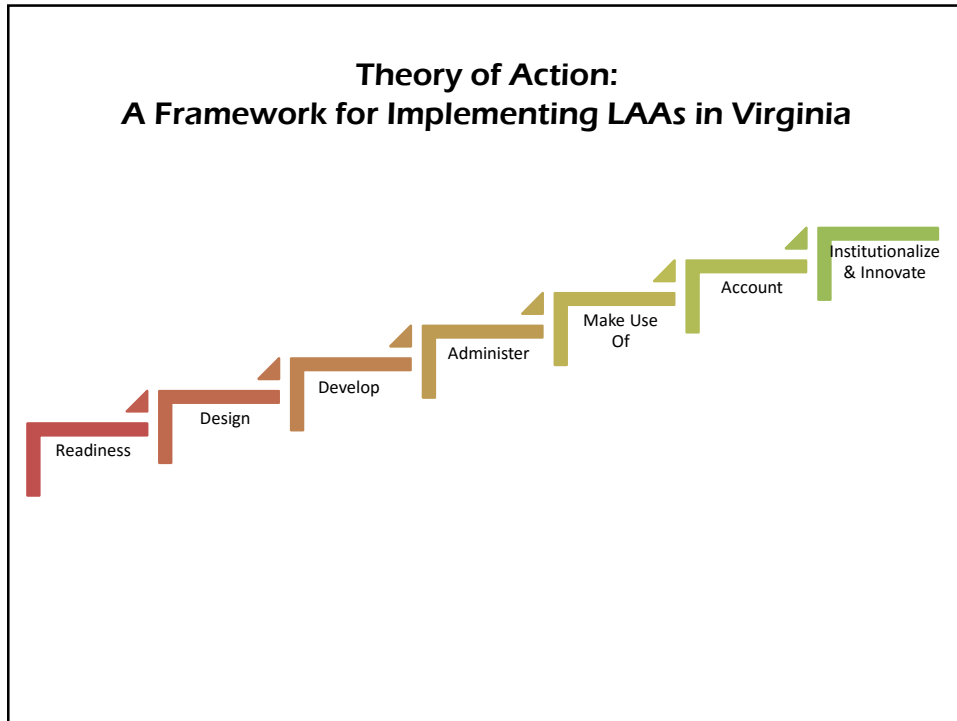 Theory of Action:
A Framework for Implementing LAAs in Virginia
Readiness
Design
Develop
Administer
Make Use
Of
Account
Institutionalize
& Innovate